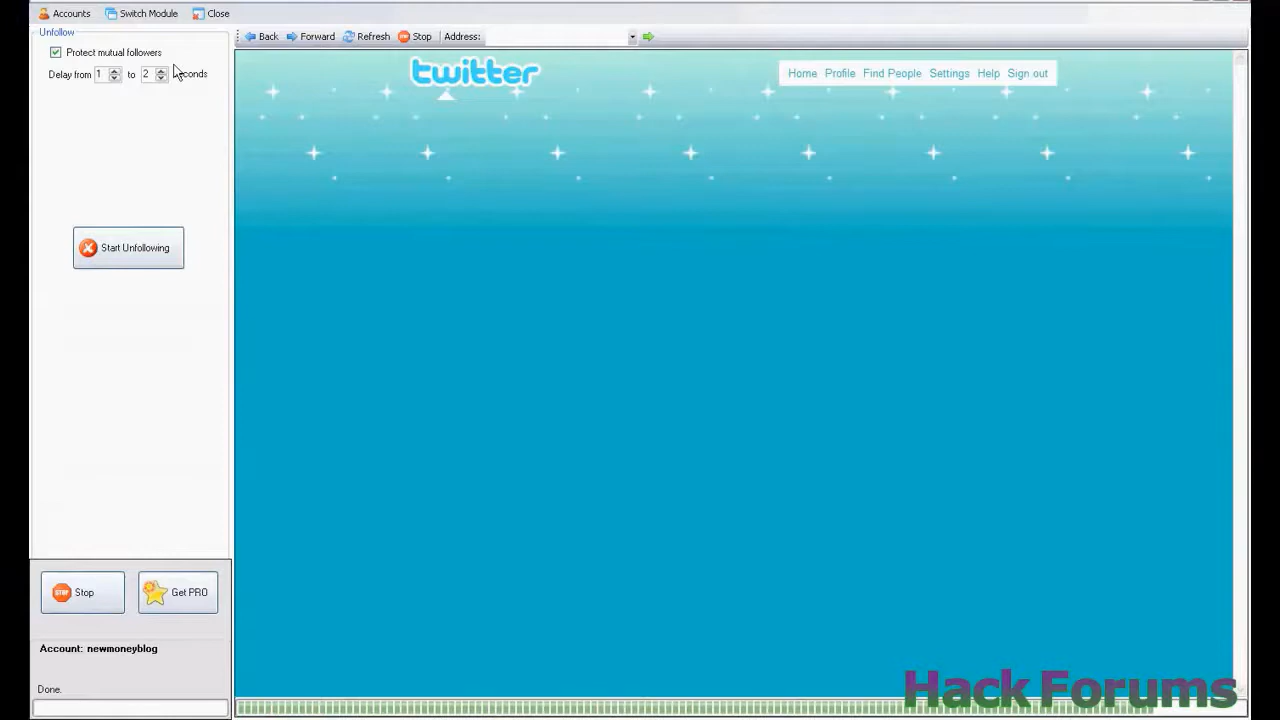 Accounts Switch Module Close
Unfollow
Protect mutual followers
Delay from 1 to 2 seconds
Start Unfollowing
Stop Get PRO
Account: newmoneyblog
Done.
Back Forward Refresh Stop Address:
twitter
Home Profile Find People Settings Help Sign out
Hack Forums